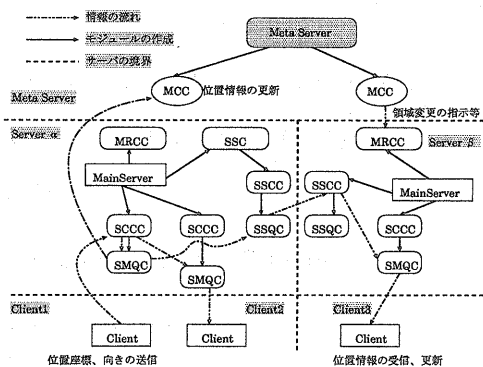 情報の流れ
モジュールの作成
サーバの境界
Meta Server
MCC
位置情報の更新
MCC
Meta Server
領域変更の指示等
Server α
MRCC
SSC
MRCC
Server β
MainServer
SSCC
SSCC
MainServer
SCCC
SCCC
SSQC
SSQC
SCCC
SMQC
SMQC
SMQC
Client1
Client2
Client3
Client
Client
Client
位置座標、向きの送信
位置情報の受信、更新